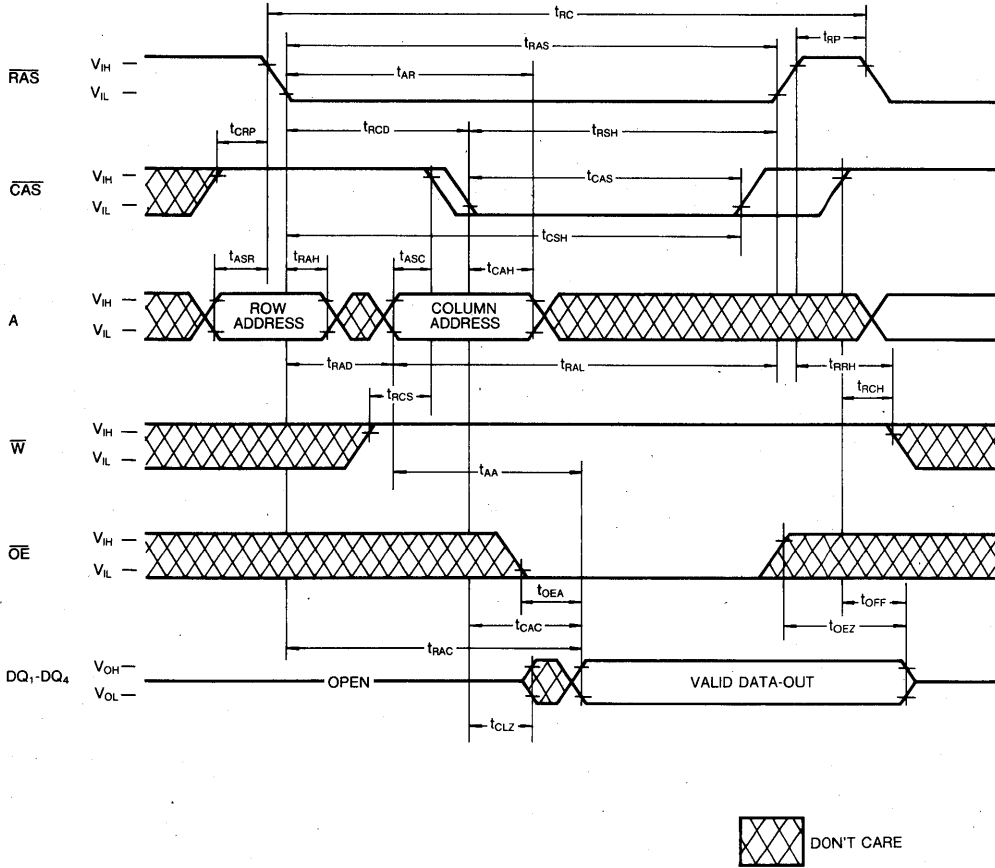 tRC
tRAS
tRP
tAR
RAS
VIH
VIL
tCRP
tRCD
tRSH
CAS
VIH
VIL
tCAS
tCSH
tASR
tRAH
tASC
tCAH
A
VIH
VIL
ROW
ADDRESS
COLUMN
ADDRESS
tRAD
tRAL
tRRH
tRCS
tRCH
W
VIH
VIL
tAA
OE
VIH
VIL
tOEA
tOFF
tCAC
tOEZ
tRAC
DQ1-DQ4
VOH
VOL
OPEN
VALID DATA-OUT
tCLZ
DON'T CARE